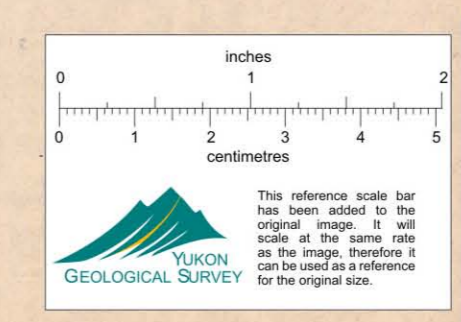 inches
0 1 2
0 1 2 3 4 5
centimetres
YUKON
GEOLOGICAL SURVEY
This reference scale bar
has been added to the
original image. It will
scale at the same rate
as the image, therefore it
can be used as a reference
for the original size.